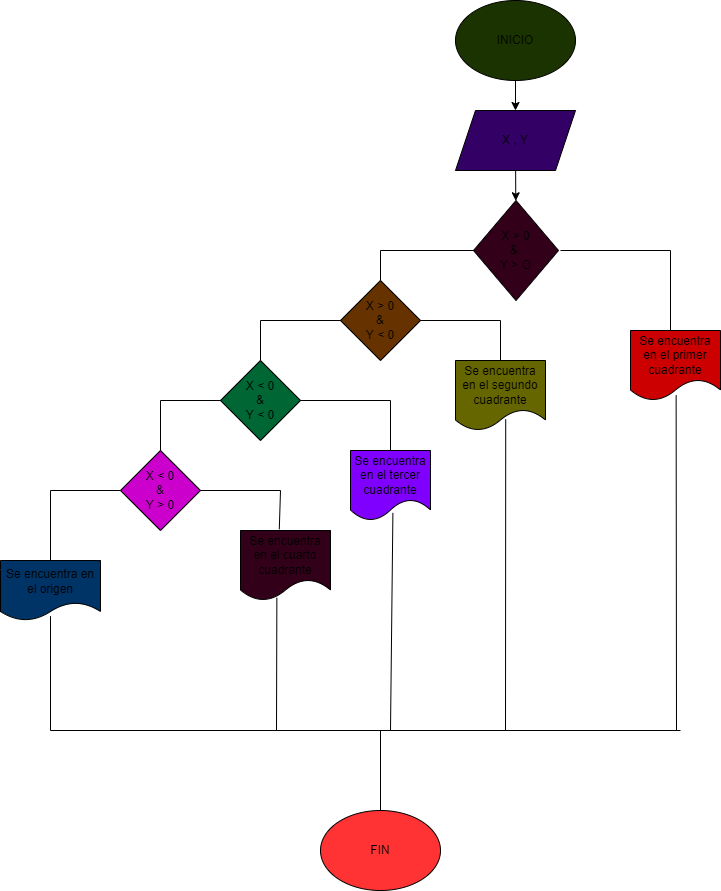 INICIO
X , Y
X > 0
&
Y > O
X > 0
&
Y < 0
Se encuentra
en el primer
cuadrante
Se encuentra
en el segundo
cuadrante
X < 0
&
Y < 0
Se encuentra
en el tercer
cuadrante
X < 0
&
Y > 0
Se encuentra
en el cuarto
cuadrante
Se encuentra en
el origen
FIN